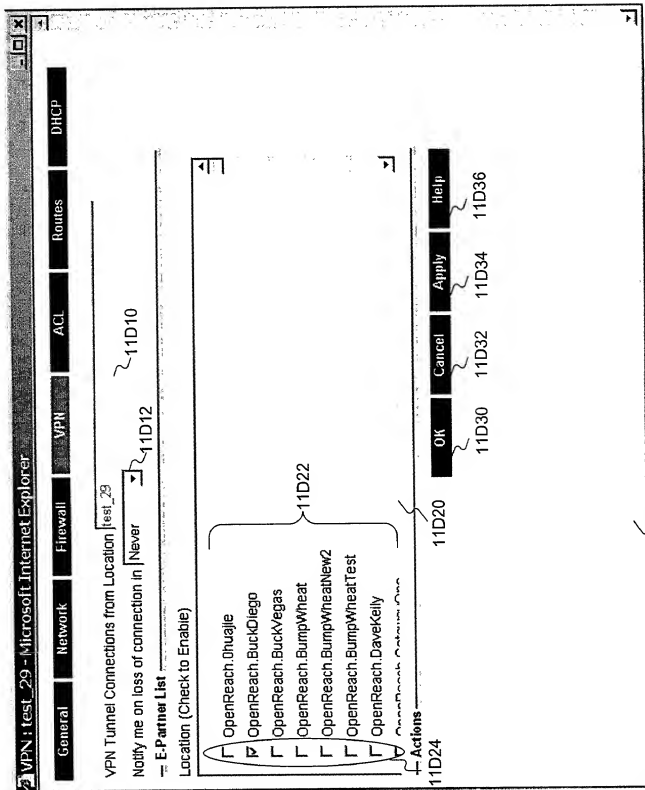 VPN : test_29 - Microsoft Internet Explorer
General Network Firewall VPN ACL Routes DHCP
VPN Tunnel Connections from Location test_29
11D10
Notify me on loss of connection in Never
11D12
E-Partner List
Location (Check to Enable)
OpenReach.0huajie
OpenReach.BuckDiego
OpenReach.BuckVegas
OpenReach.BumpWheat
OpenReach.BumpWheatNew2
OpenReach.BumpWheatTest
OpenReach.DaveKelly
11D22
11D24
Actions
11D20
OK Cancel Apply Help
11D30 11D32 11D34 11D36